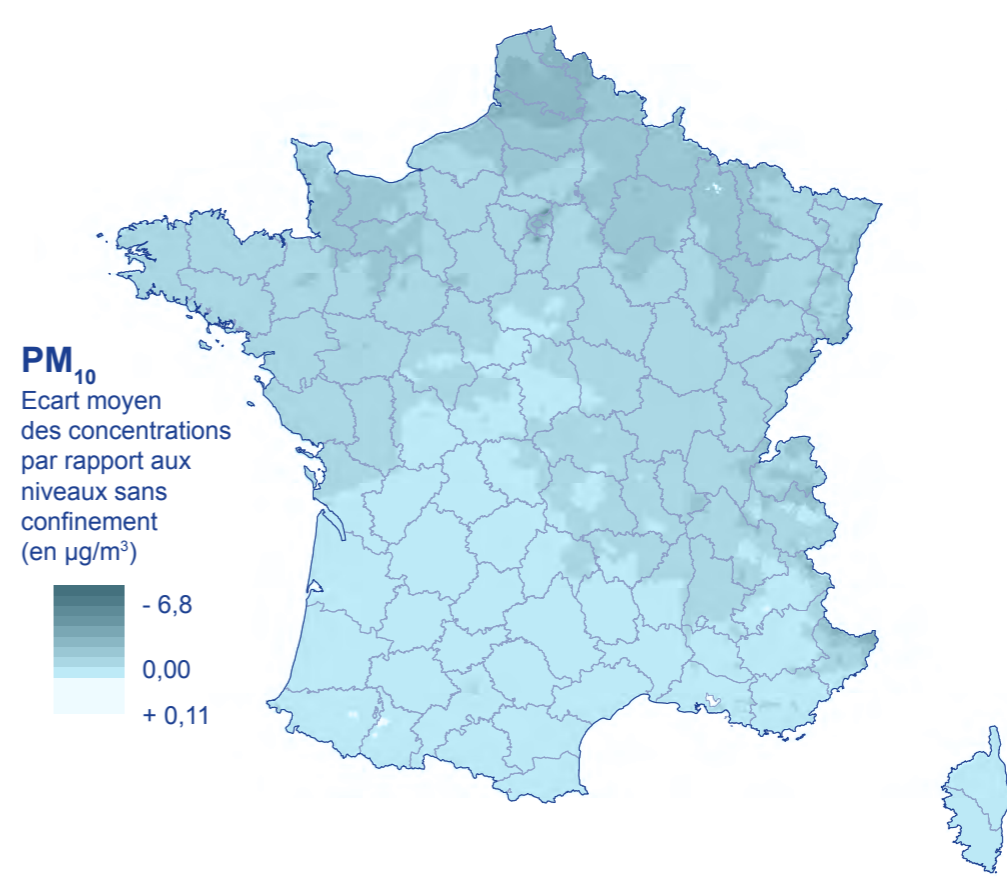 PM10
Ecart moyen
des concentrations
par rapport aux
niveaux sans
confinement
(en µg/m³)
- 6,8
0,00
+ 0,11